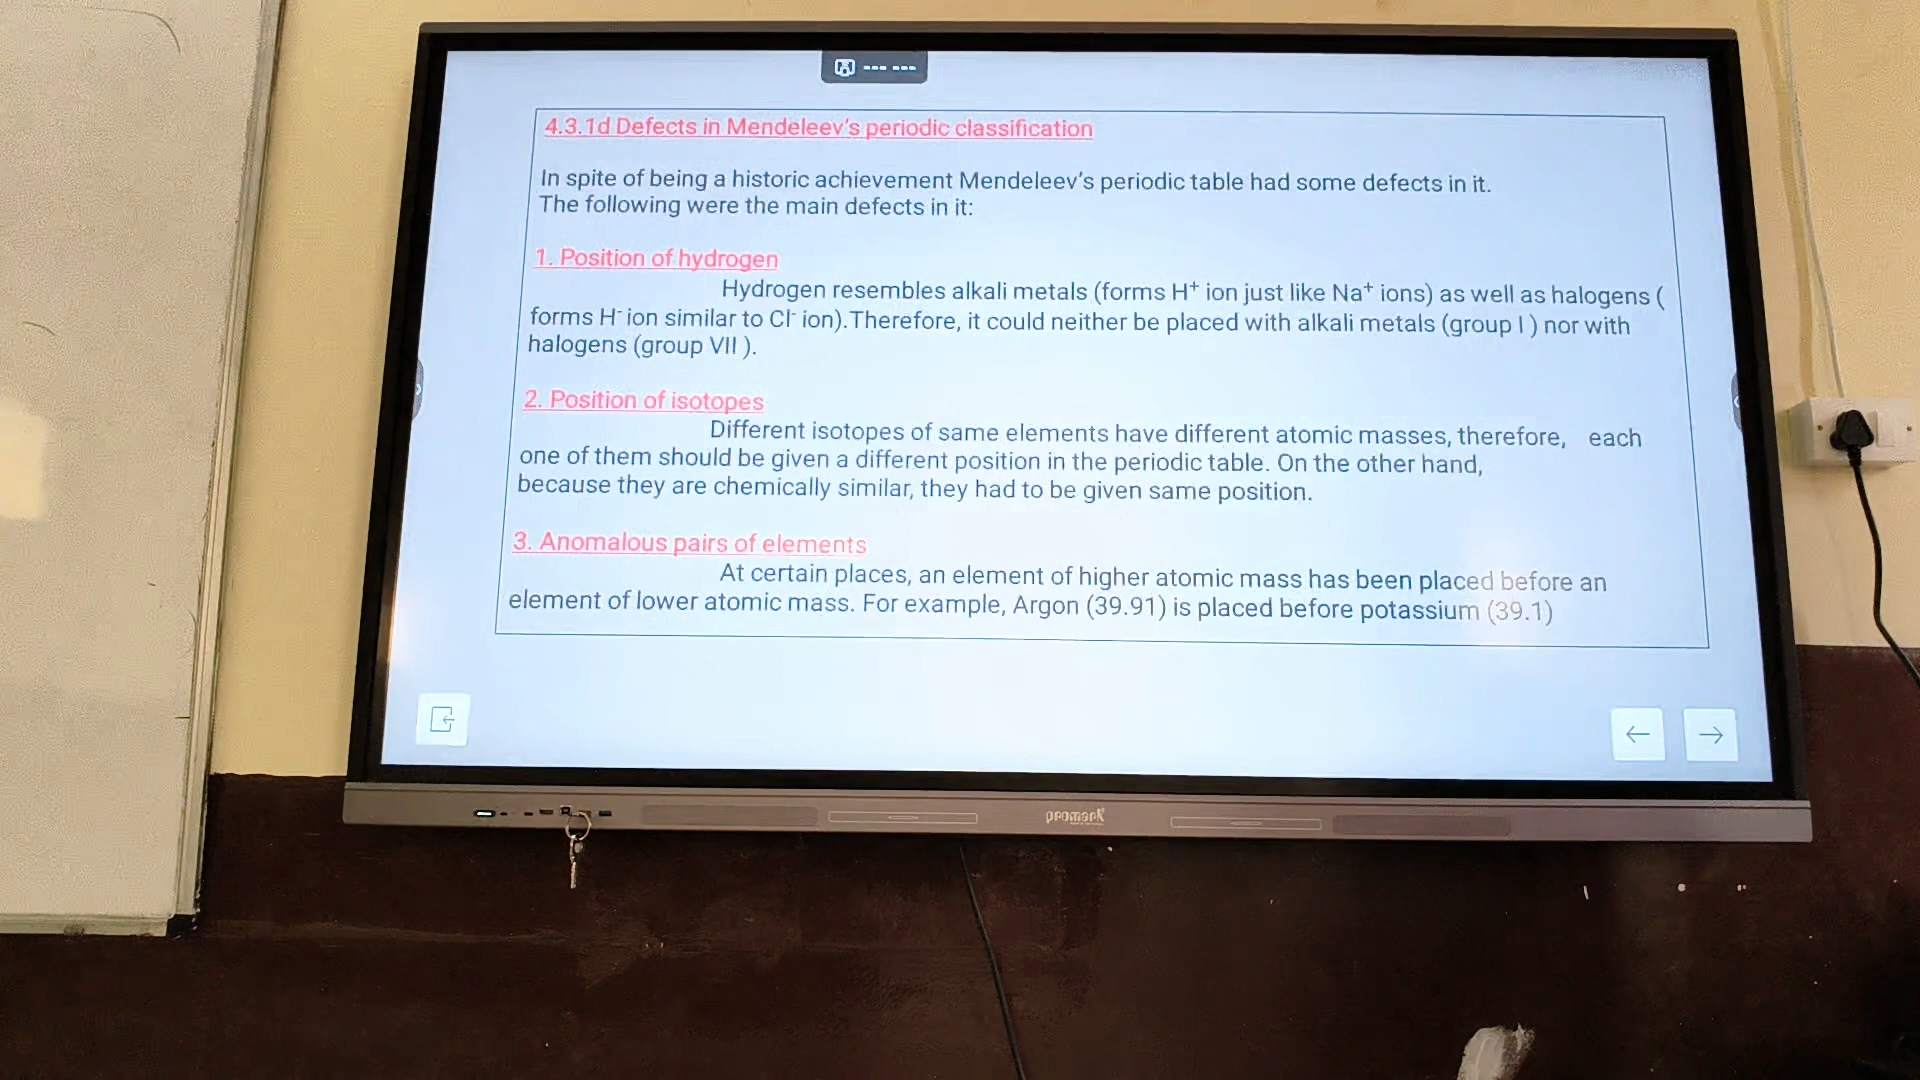 4.3.1d Defects in Mendeleev's periodic classification
In spite of being a historic achievement Mendeleev's periodic table had some defects in it.
The following were the main defects in it:
1. Position of hydrogen
Hydrogen resembles alkali metals (forms H⁺ ion just like Na⁺ ions) as well as halogens (
forms H⁻ ion similar to Cl⁻ ion).Therefore, it could neither be placed with alkali metals (group I ) nor with
halogens (group VII ).
2. Position of isotopes
Different isotopes of same elements have different atomic masses, therefore, each
one of them should be given a different position in the periodic table. On the other hand,
because they are chemically similar, they had to be given same position.
3. Anomalous pairs of elements
At certain places, an element of higher atomic mass has been placed before an
element of lower atomic mass. For example, Argon (39.91) is placed before potassium (39.1)
promark